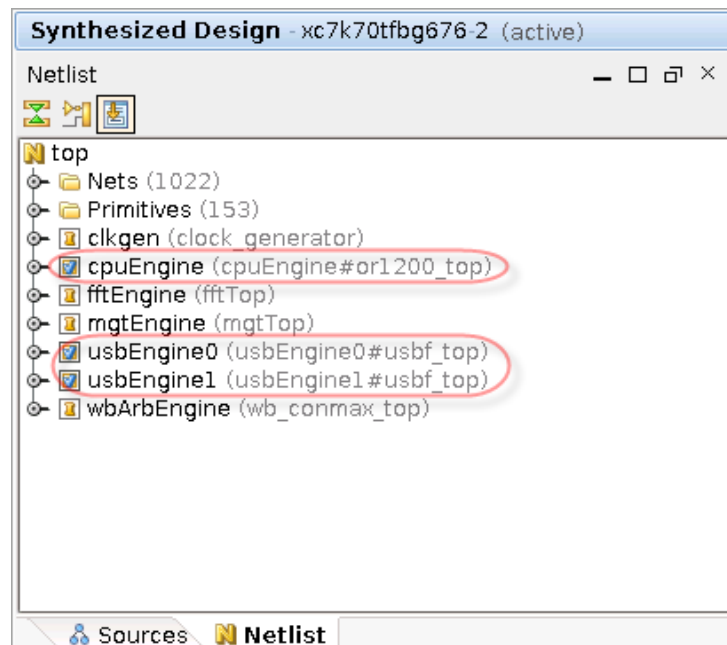 Synthesized Design - xc7k70tfbg676-2 (active)
Netlist
top
Nets (1022)
Primitives (153)
clkgen (clock_generator)
cpuEngine (cpuEngine#or1200_top)
fftEngine (fftTop)
mgtEngine (mgtTop)
usbEngine0 (usbEngine0#usbf_top)
usbEngine1 (usbEngine1#usbf_top)
wbArbEngine (wb_conmax_top)
Sources Netlist